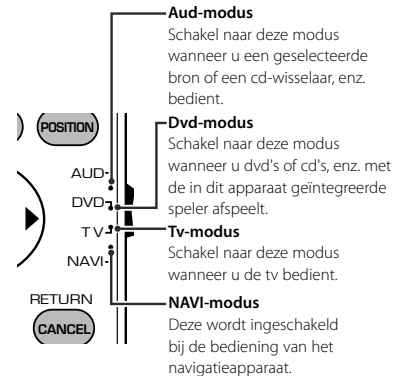 Aud-modus
Schakel naar deze modus
wanneer u een geselecteerde
bron of een cd-wisselaar, enz.
bedient.
Dvd-modus
Schakel naar deze modus
wanneer u dvd's of cd's, enz. met
de in dit apparaat geïntegreerde
speler afspeelt.
Tv-modus
Schakel naar deze modus
wanneer u de tv bedient.
NAVI-modus
Deze wordt ingeschakeld
bij de bediening van het
navigatieapparaat.
POSITION
AUD
DVD
TV
NAVI
RETURN
CANCEL